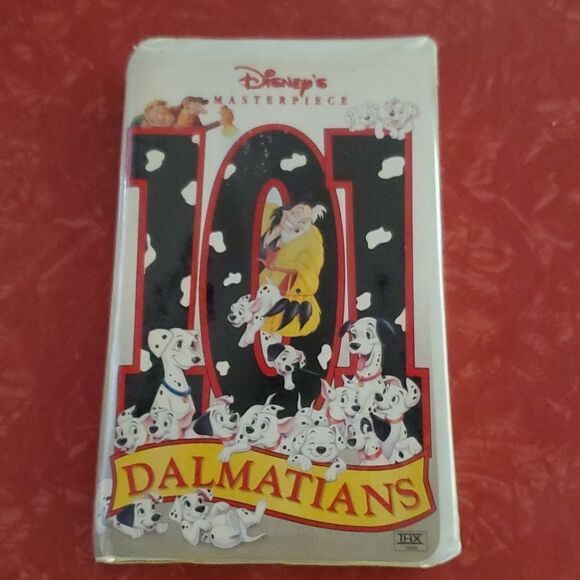 Disney's
MASTERPIECE
101
DALMATIANS
THX